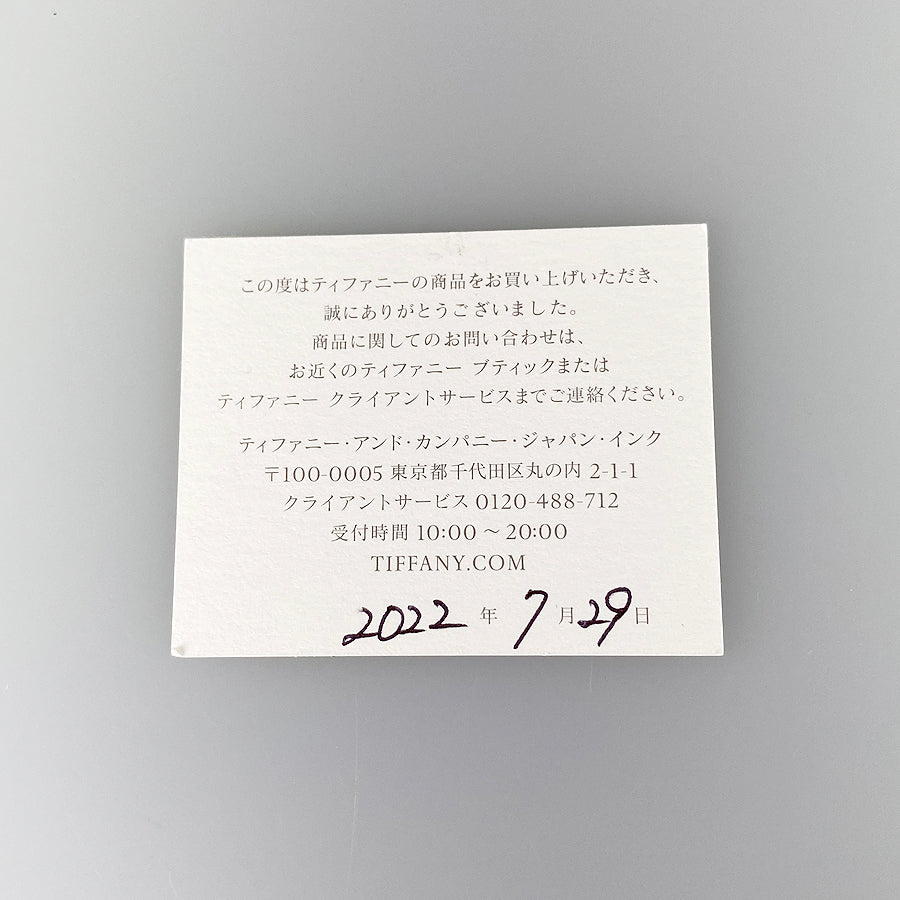 この度はティファニーの商品をお買い上げいただき、
誠にありがとうございました。
商品に関してのお問い合わせは、
お近くのティファニー ブティックまたは
ティファニー クライアントサービスまでご連絡ください。
ティファニー・アンド・カンパニー・ジャパン・インク
〒100-0005 東京都千代田区丸の内 2-1-1
クライアントサービス 0120-488-712
受付時間 10:00 ～ 20:00
TIFFANY.COM
2022 年 7 月 29 日